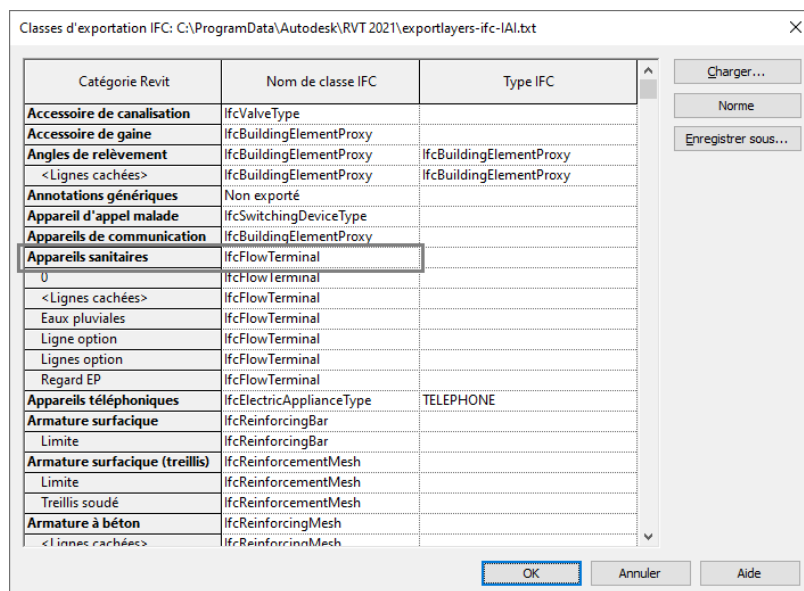 Classes d'exportation IFC: C:\ProgramData\Autodesk\RVT 2021\exportlayers-ifc-IAI.txt
Catégorie Revit Nom de classe IFC Type IFC
Charger...
Norme
Enregistrer sous...
Accessoire de canalisation IfcValveType
Accessoire de gaine IfcBuildingElementProxy
Angles de relèvement IfcBuildingElementProxy IfcBuildingElementProxy
<Lignes cachées> IfcBuildingElementProxy IfcBuildingElementProxy
Annotations génériques Non exporté
Appareil d'appel malade IfcSwitchingDeviceType
Appareils de communication IfcBuildingElementProxy
Appareils sanitaires IfcFlowTerminal
0 IfcFlowTerminal
<Lignes cachées> IfcFlowTerminal
Eaux pluviales IfcFlowTerminal
Ligne option IfcFlowTerminal
Lignes option IfcFlowTerminal
Regard EP IfcFlowTerminal
Appareils téléphoniques IfcElectricApplianceType TELEPHONE
Armature surfacique IfcReinforcingBar
Limite IfcReinforcingBar
Armature surfacique (treillis) IfcReinforcementMesh
Limite IfcReinforcementMesh
Treillis soudé IfcReinforcementMesh
Armature à béton IfcReinforcingMesh
<Lignes cachées> IfcReinforcingMesh
OK Annuler Aide